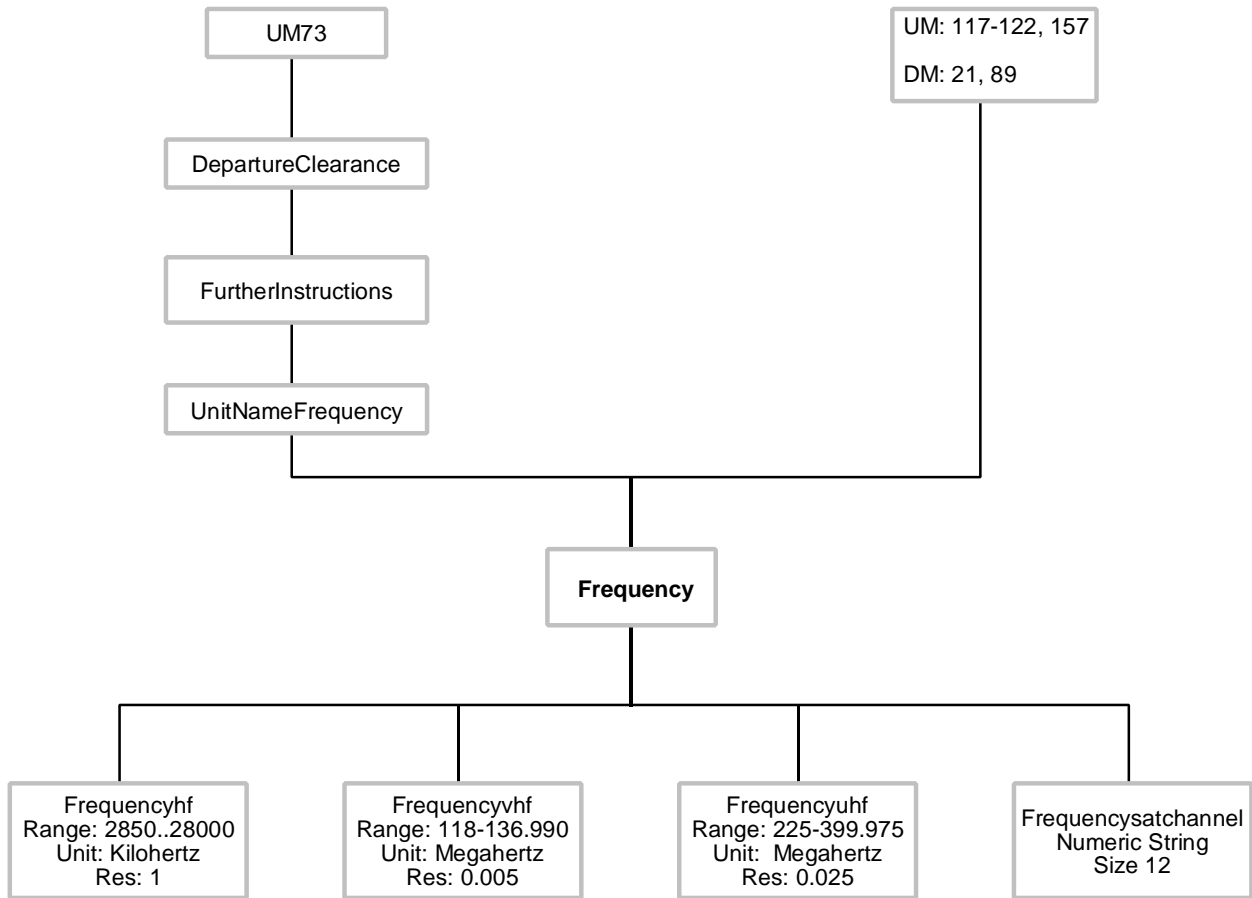 UM73
UM: 117-122, 157
DM: 21, 89
DepartureClearance
FurtherInstructions
UnitNameFrequency
Frequency
Frequencyhf
Range: 2850..28000
Unit: Kilohertz
Res: 1
Frequencyvhf
Range: 118-136.990
Unit: Megahertz
Res: 0.005
Frequencyuhf
Range: 225-399.975
Unit: Megahertz
Res: 0.025
Frequencysatchannel
Numeric String
Size 12